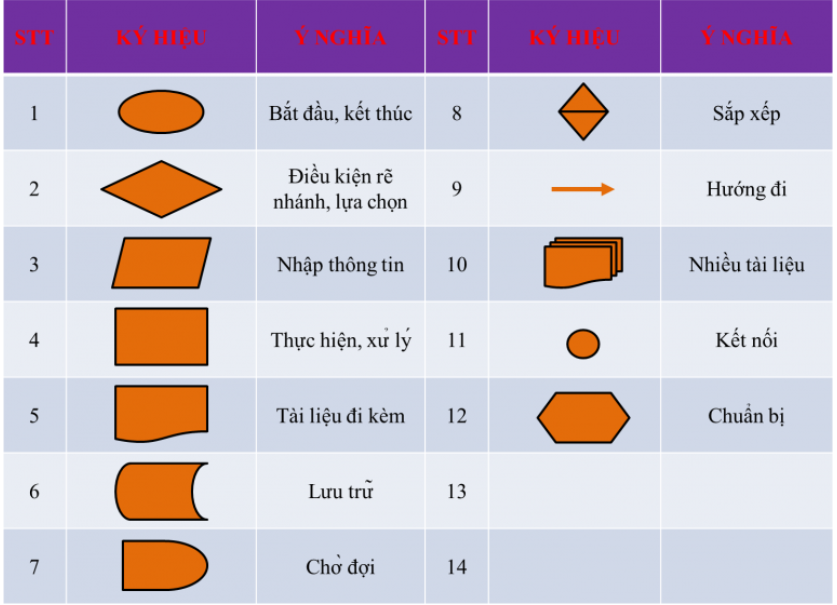 STT KÝ HIỆU Ý NGHĨA STT KÝ HIỆU Ý NGHĨA
1 Bắt đầu, kết thúc 8 Sắp xếp
2 Điều kiện rẽ
nhánh, lựa chọn 9 Hướng đi
3 Nhập thông tin 10 Nhiều tài liệu
4 Thực hiện, xử lý 11 Kết nối
5 Tài liệu đi kèm 12 Chuẩn bị
6 Lưu trữ 13
7 Chờ đợi 14